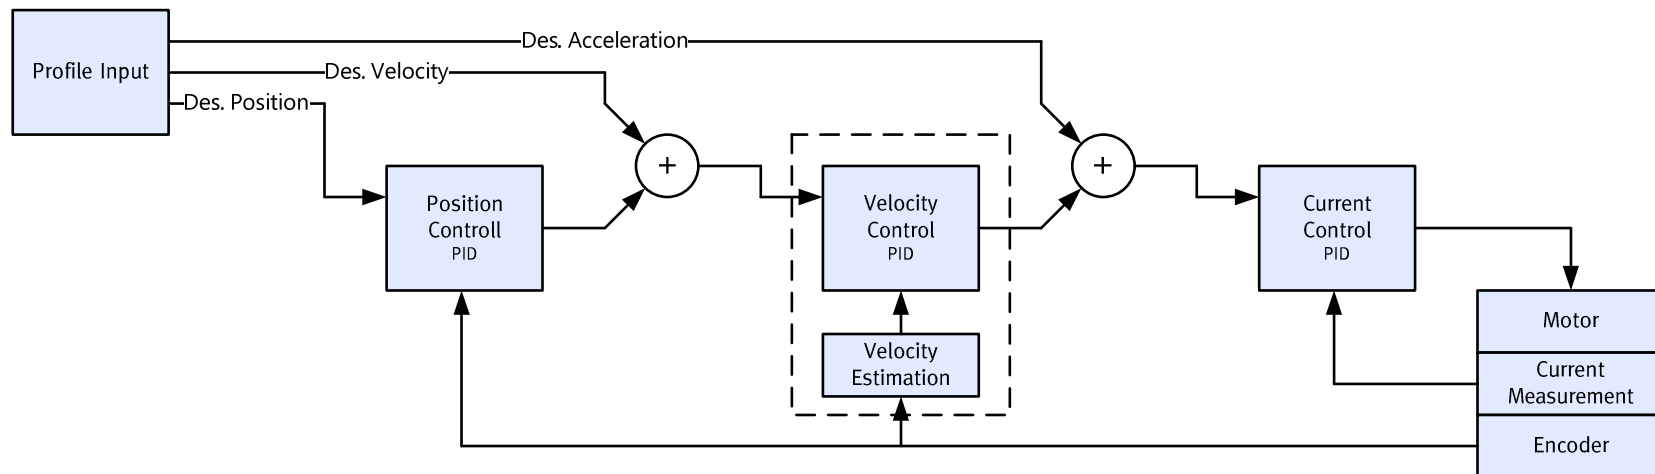 Des. Acceleration
Profile Input
Des. Velocity
Des. Position
+
+
Position
Controll
PID
Velocity
Control
PID
Current
Control
PID
Motor
Velocity
Estimation
Current
Measurement
Encoder